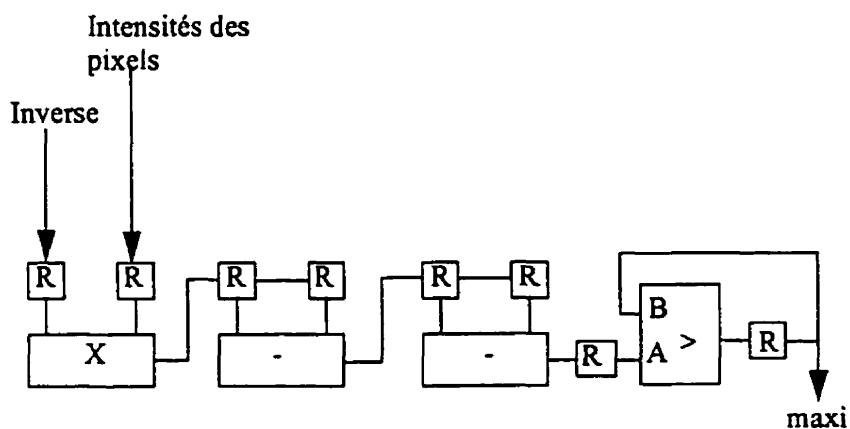 Intensités des
pixels
Inverse
R R R R R R
X - - R B A > R
maxi